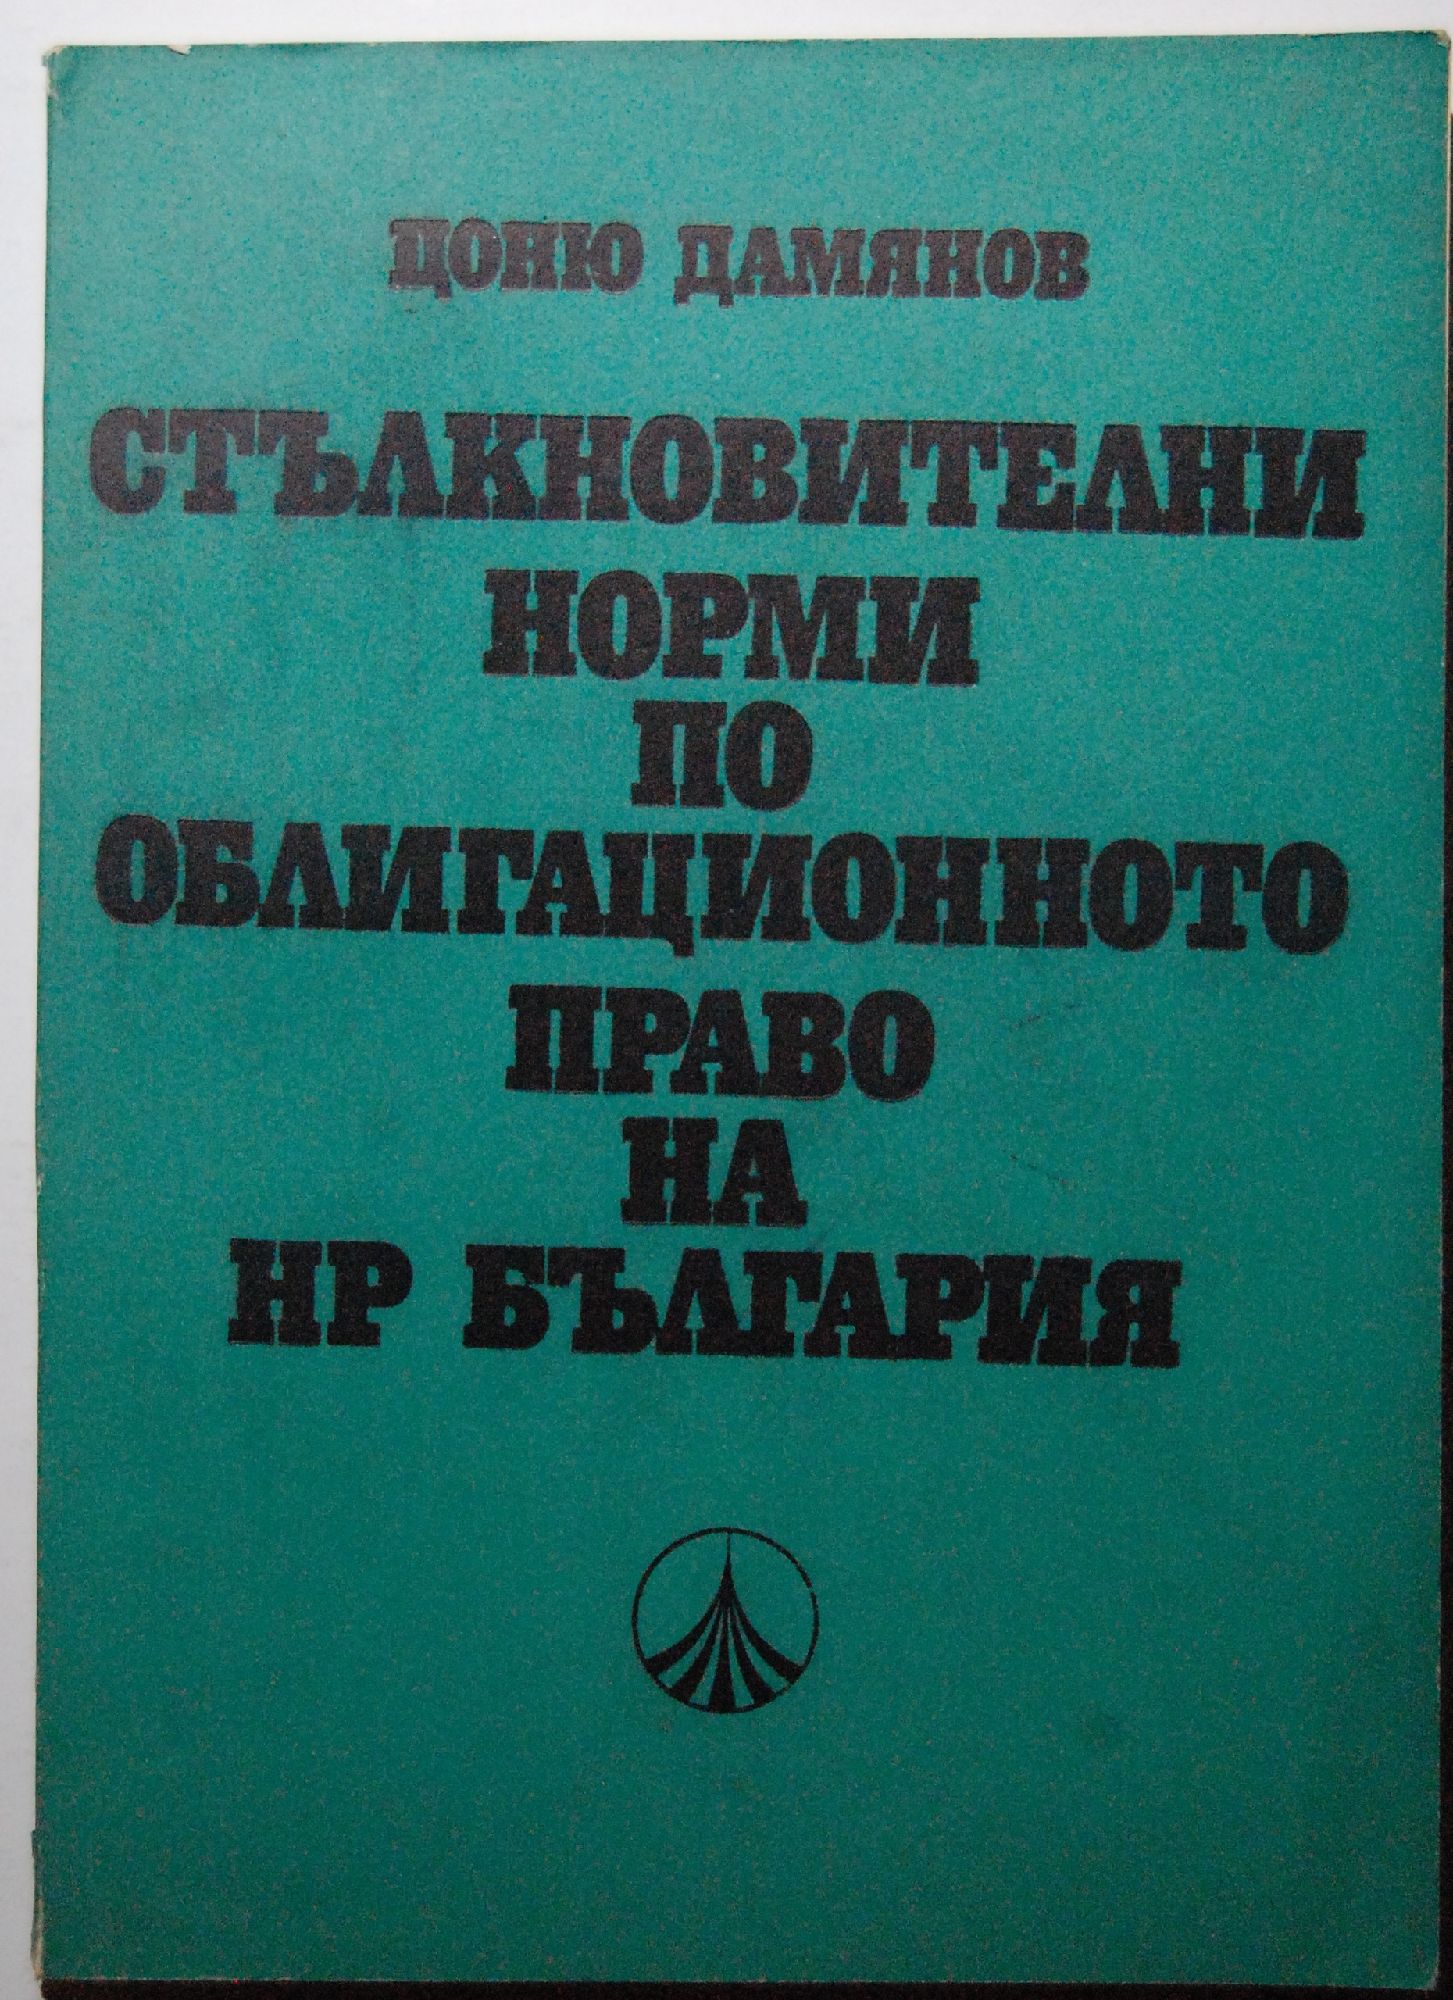 ЦОНЮ ДАМЯНОВ
СТЪЛКНОВИТЕЛНИ
НОРМИ
ПО
ОБЛИГАЦИОННОТО
ПРАВО
НА
НР БЪЛГАРИЯ